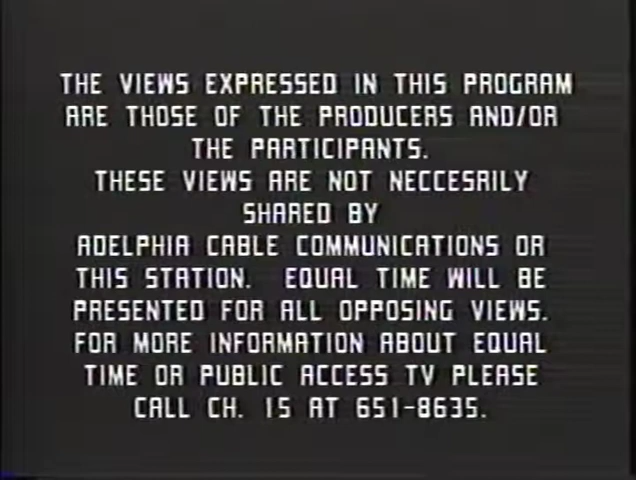 THE VIEWS EXPRESSED IN THIS PROGRAM
ARE THOSE OF THE PRODUCERS AND/OR
THE PARTICIPANTS.
THESE VIEWS ARE NOT NECCESRILY
SHARED BY
ADELPHIA CABLE COMMUNICATIONS OR
THIS STATION. EQUAL TIME WILL BE
PRESENTED FOR ALL OPPOSING VIEWS.
FOR MORE INFORMATION ABOUT EQUAL
TIME OR PUBLIC ACCESS TV PLEASE
CALL CH. 15 AT 651-8635.